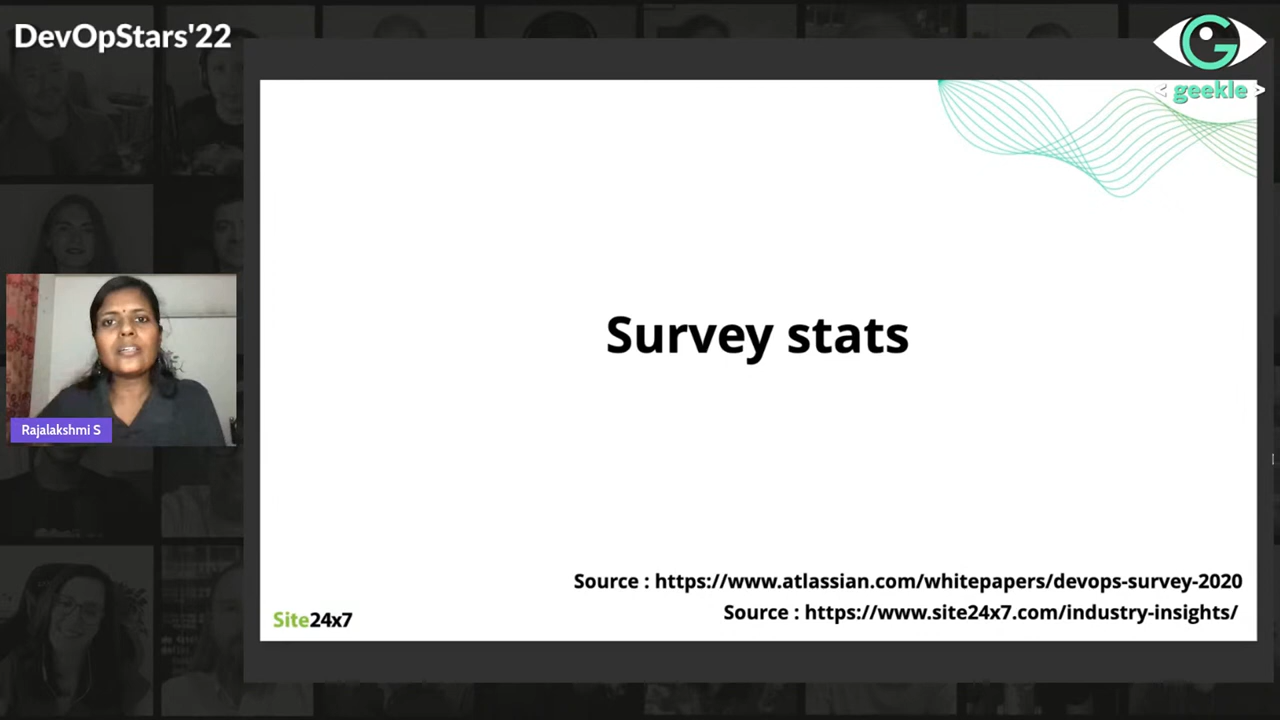 DevOpStars'22
< geekle >
Survey stats
Rajalakshmi S
Source : https://www.atlassian.com/whitepapers/devops-survey-2020
Source : https://www.site24x7.com/industry-insights/
Site24x7